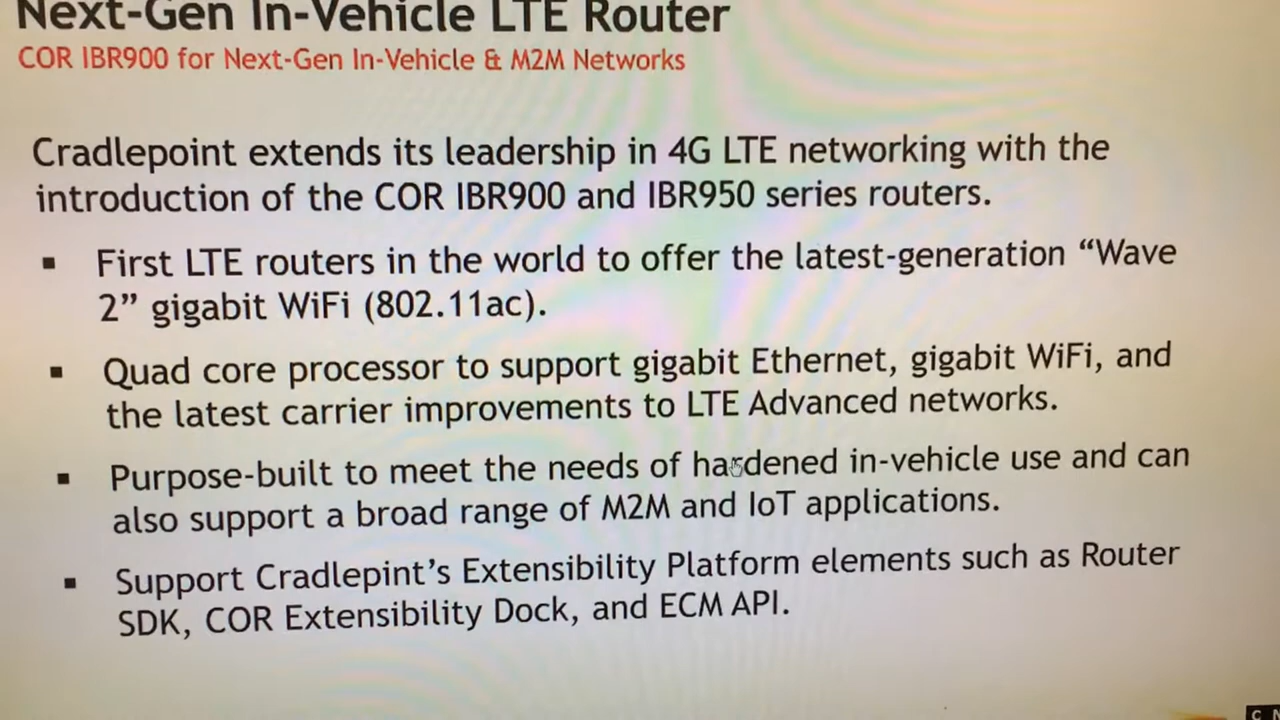 Next-Gen In-Vehicle LTE Router
COR IBR900 for Next-Gen In-Vehicle & M2M Networks
Cradlepoint extends its leadership in 4G LTE networking with the
introduction of the COR IBR900 and IBR950 series routers.
▪ First LTE routers in the world to offer the latest-generation “Wave
2” gigabit WiFi (802.11ac).
▪ Quad core processor to support gigabit Ethernet, gigabit WiFi, and
the latest carrier improvements to LTE Advanced networks.
▪ Purpose-built to meet the needs of hardened in-vehicle use and can
also support a broad range of M2M and IoT applications.
▪ Support Cradlepint’s Extensibility Platform elements such as Router
SDK, COR Extensibility Dock, and ECM API.